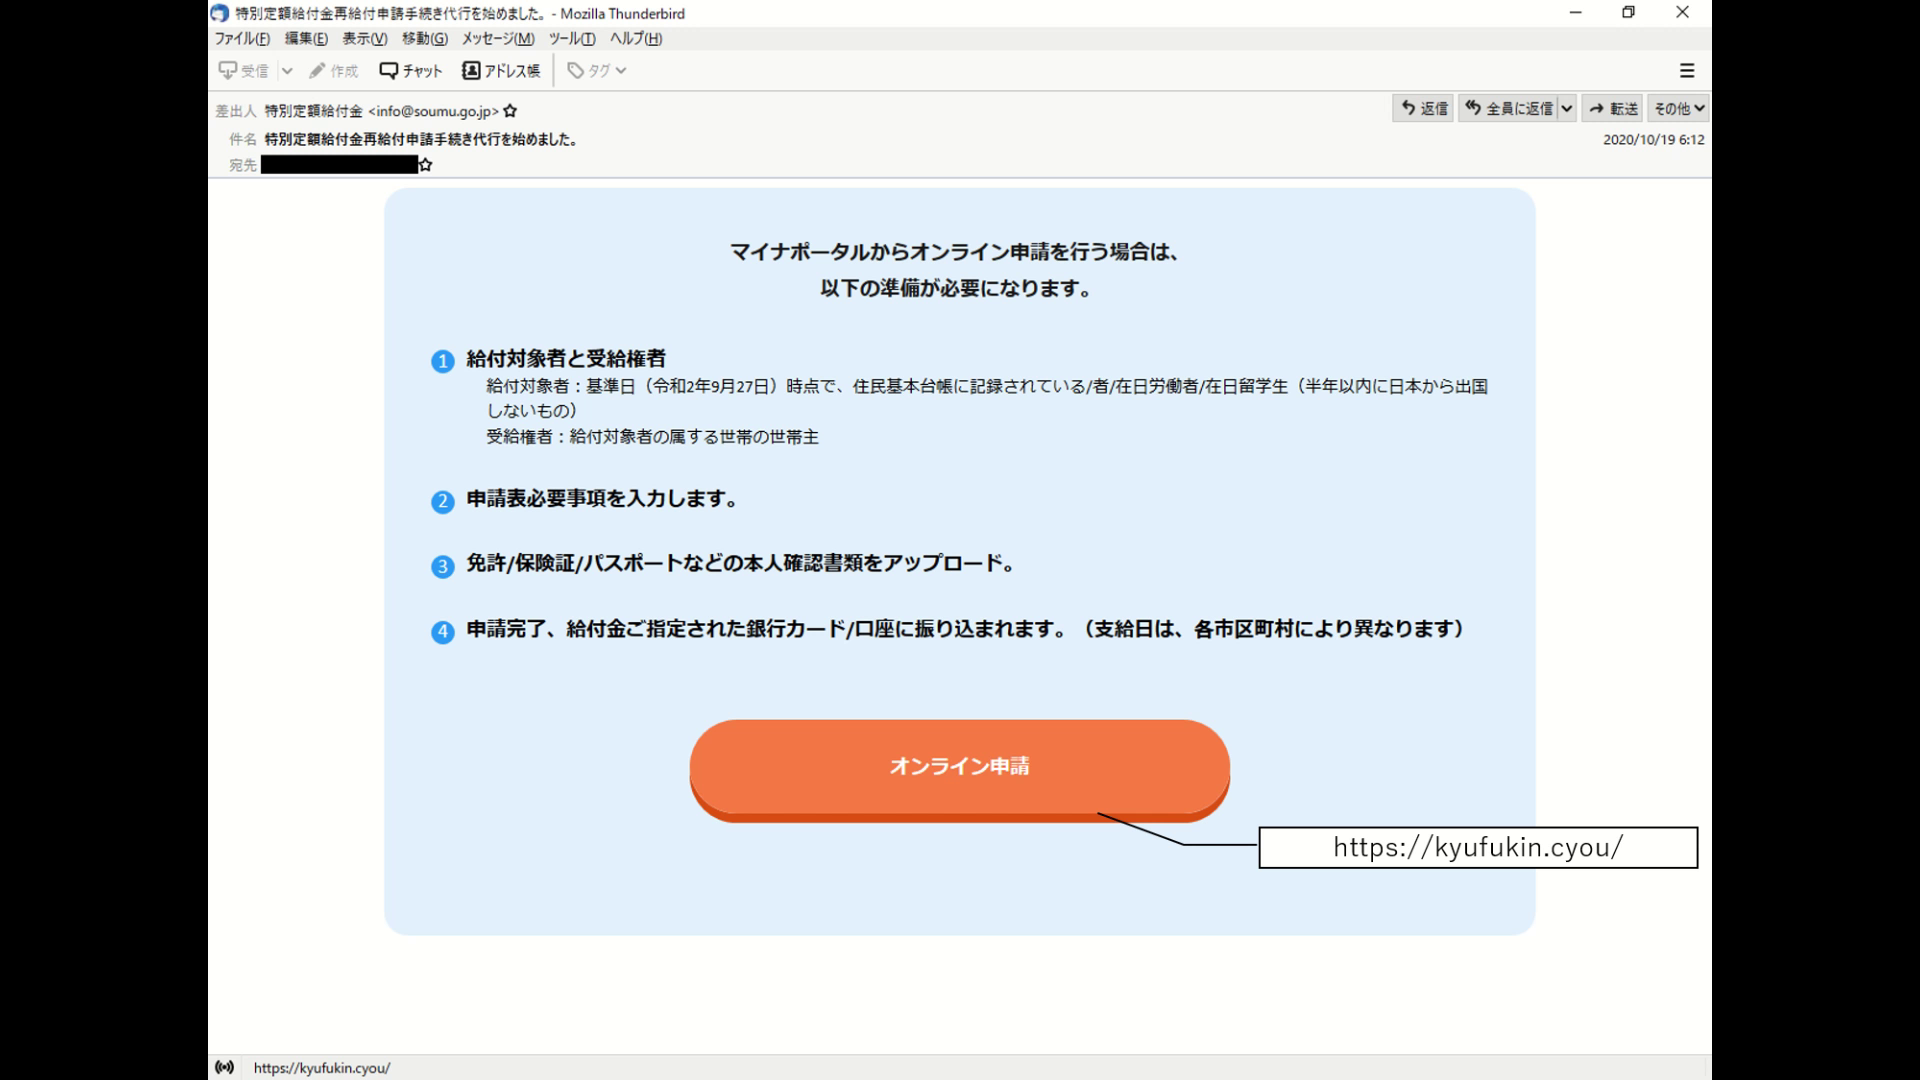 特別定額給付金再給付申請手続き代行を始めました。 - Mozilla Thunderbird
ファイル(F) 編集(E) 表示(V) 移動(G) メッセージ(M) ツール(T) ヘルプ(H)
受信 作成 チャット アドレス帳 タグ
差出人 特別定額給付金 <info@soumu.go.jp> 返信 全員に返信 転送 その他
件名 特別定額給付金再給付申請手続き代行を始めました。 2020/10/19 6:12
宛先
マイナポータルからオンライン申請を行う場合は、
以下の準備が必要になります。
1 給付対象者と受給権者
給付対象者：基準日（令和2年9月27日）時点で、住民基本台帳に記録されている/者/在日労働者/在日留学生（半年以内に日本から出国
しないもの）
受給権者：給付対象者の属する世帯の世帯主
2 申請表必要事項を入力します。
3 免許/保険証/パスポートなどの本人確認書類をアップロード。
4 申請完了、給付金ご指定された銀行カード/口座に振り込まれます。（支給日は、各市区町村により異なります）
オンライン申請
https://kyufukin.cyou/
https://kyufukin.cyou/